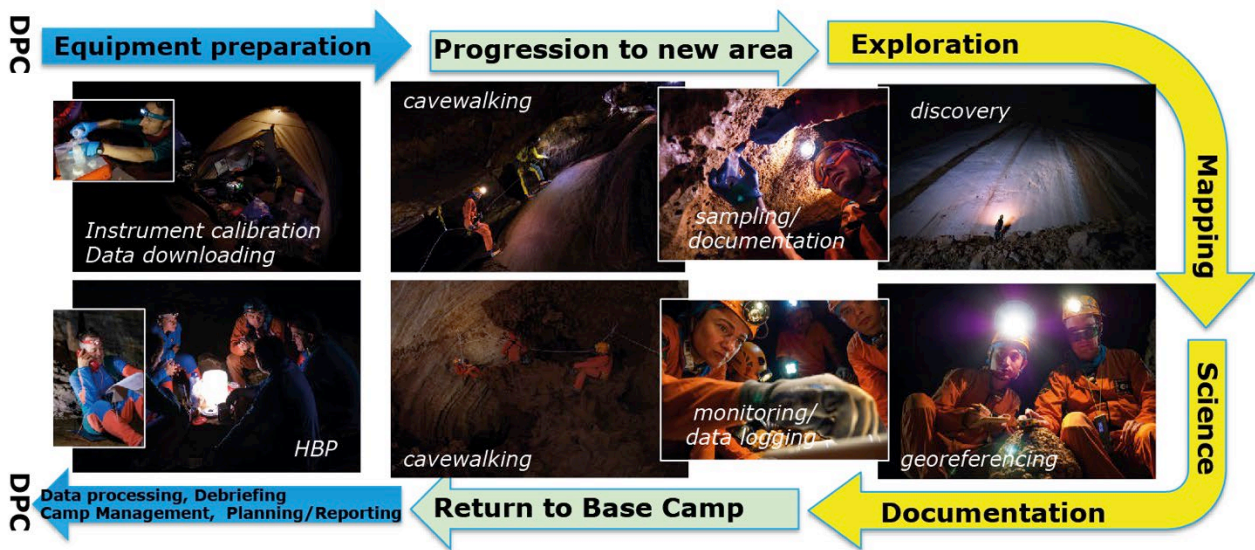 DPC
Equipment preparation
Progression to new area
Exploration
cavewalking
sampling/
documentation
discovery
Instrument calibration
Data downloading
Mapping
HBP
cavewalking
monitoring/
data logging
georeferencing
Science
DPC
Data processing, Debriefing
Camp Management, Planning/Reporting
Return to Base Camp
Documentation